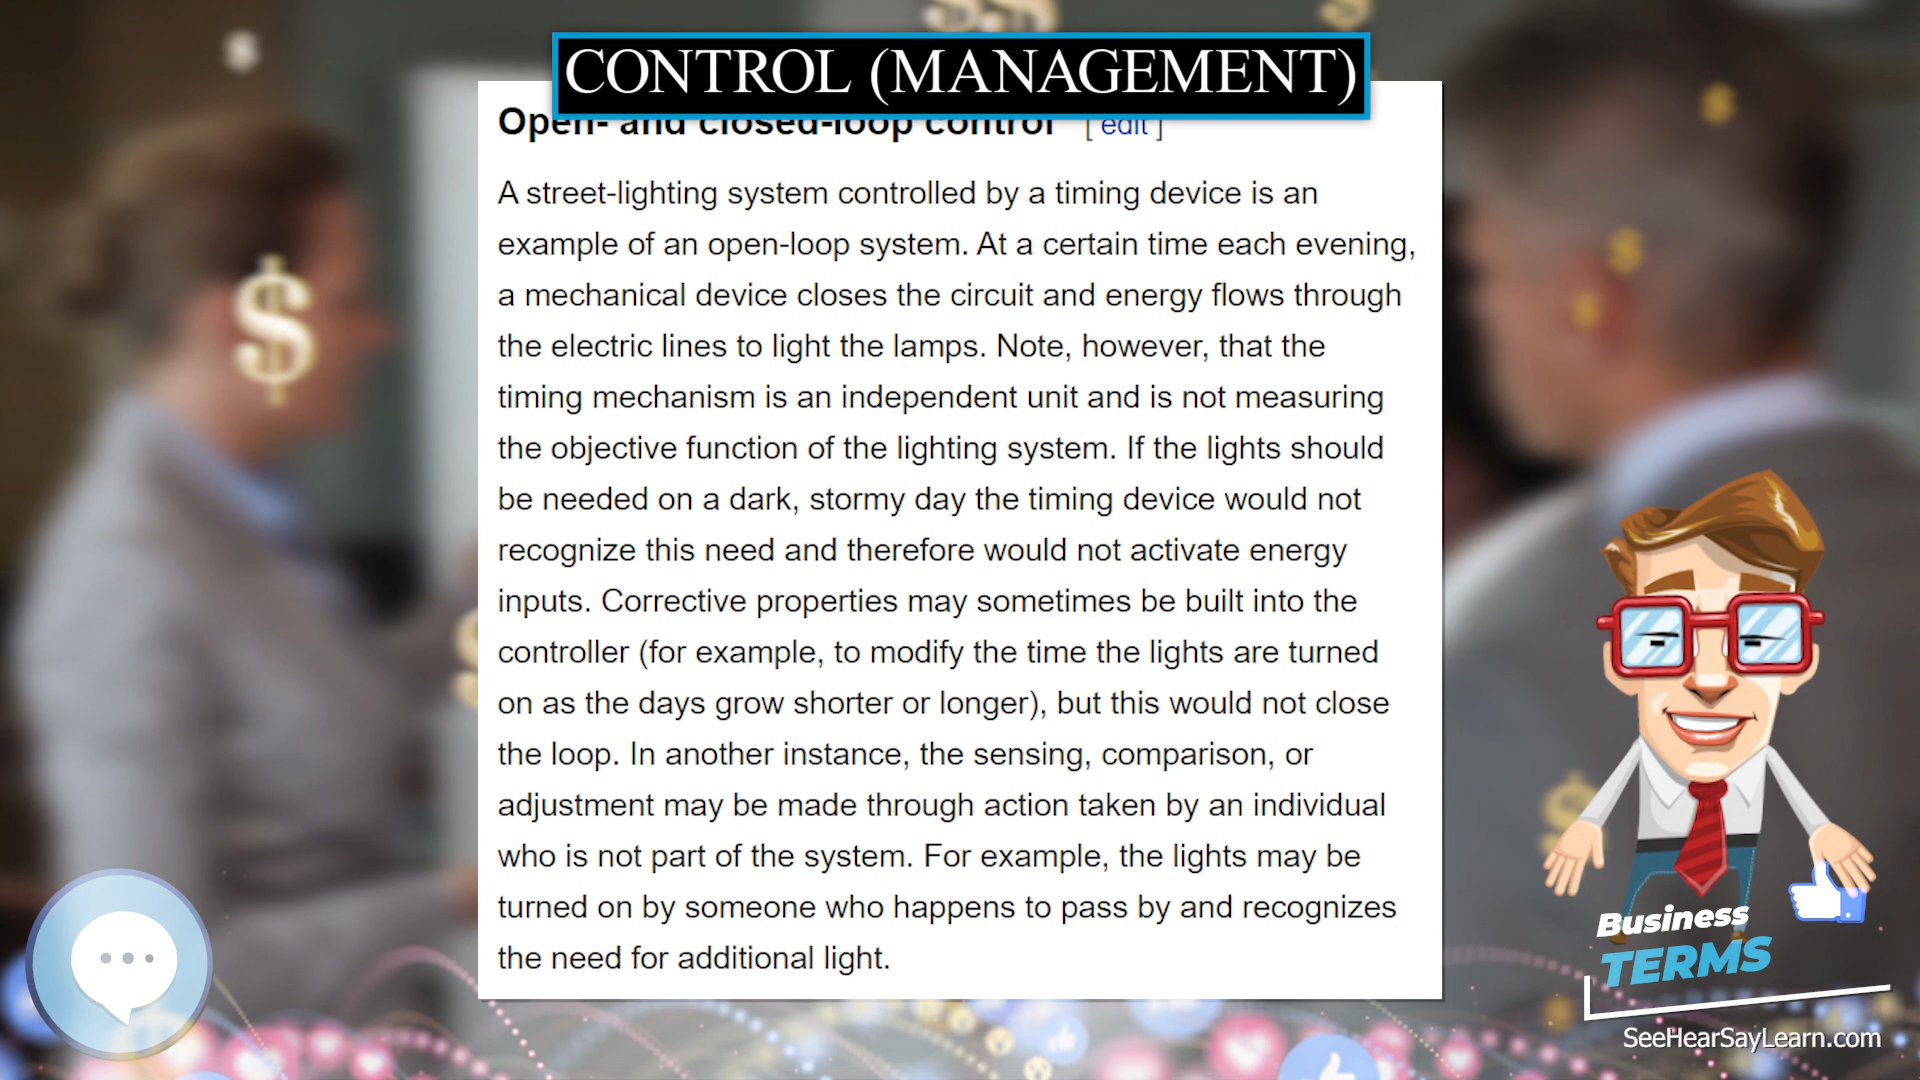 CONTROL (MANAGEMENT)
Open- and closed-loop control [ edit ]
A street-lighting system controlled by a timing device is an
example of an open-loop system. At a certain time each evening,
a mechanical device closes the circuit and energy flows through
the electric lines to light the lamps. Note, however, that the
timing mechanism is an independent unit and is not measuring
the objective function of the lighting system. If the lights should
be needed on a dark, stormy day the timing device would not
recognize this need and therefore would not activate energy
inputs. Corrective properties may sometimes be built into the
controller (for example, to modify the time the lights are turned
on as the days grow shorter or longer), but this would not close
the loop. In another instance, the sensing, comparison, or
adjustment may be made through action taken by an individual
who is not part of the system. For example, the lights may be
turned on by someone who happens to pass by and recognizes
the need for additional light.
Business
TERMS
SeeHearSayLearn.com